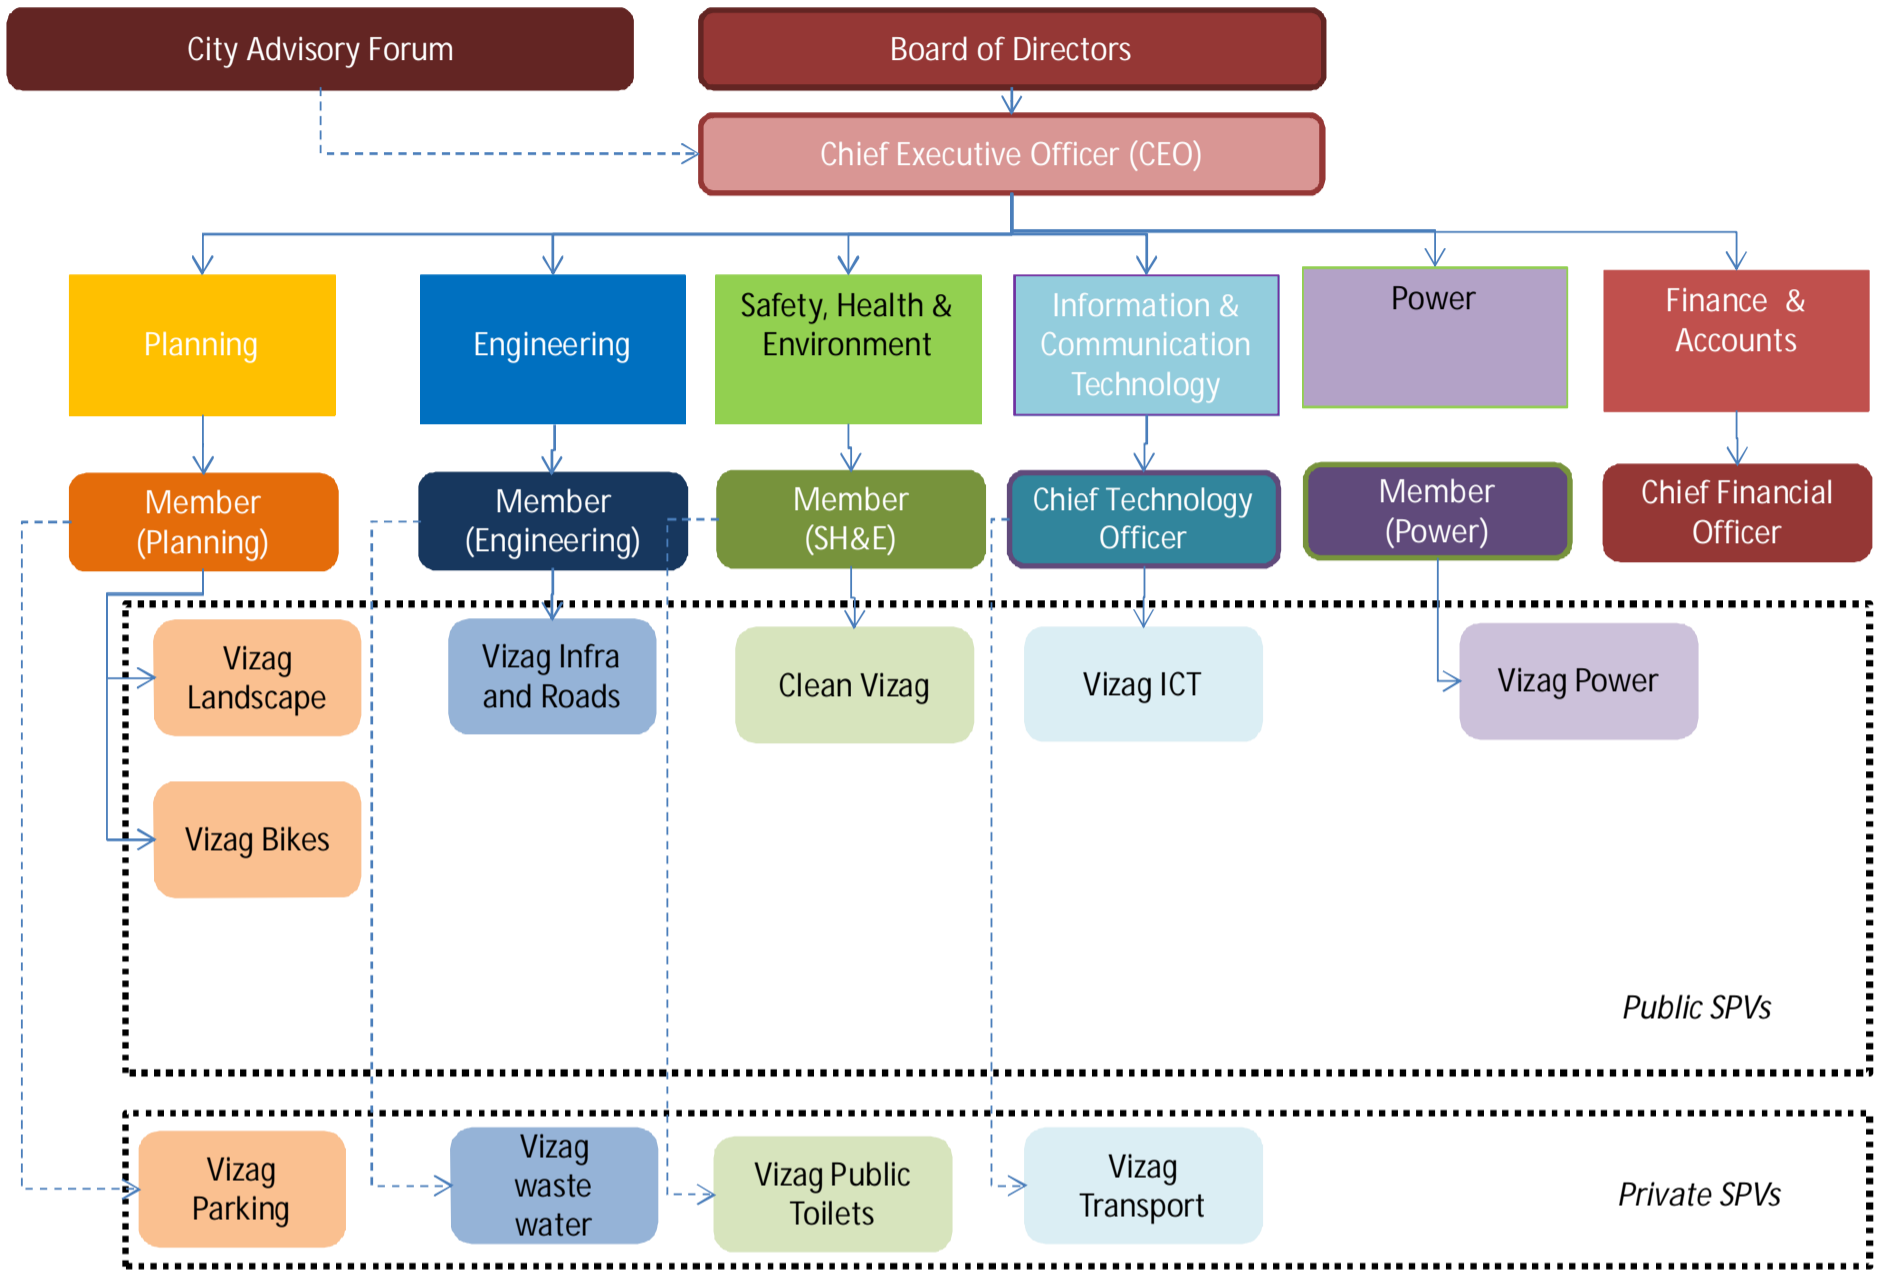 City Advisory Forum
Board of Directors
Chief Executive Officer (CEO)
Planning
Engineering
Safety, Health &
Environment
Information &
Communication
Technology
Power
Finance &
Accounts
Member
(Planning)
Member
(Engineering)
Member
(SH&E)
Chief Technology
Officer
Member
(Power)
Chief Financial
Officer
Vizag
Landscape
Vizag Infra
and Roads
Clean Vizag
Vizag ICT
Vizag Power
Vizag Bikes
Public SPVs
Vizag
Parking
Vizag
waste
water
Vizag Public
Toilets
Vizag
Transport
Private SPVs